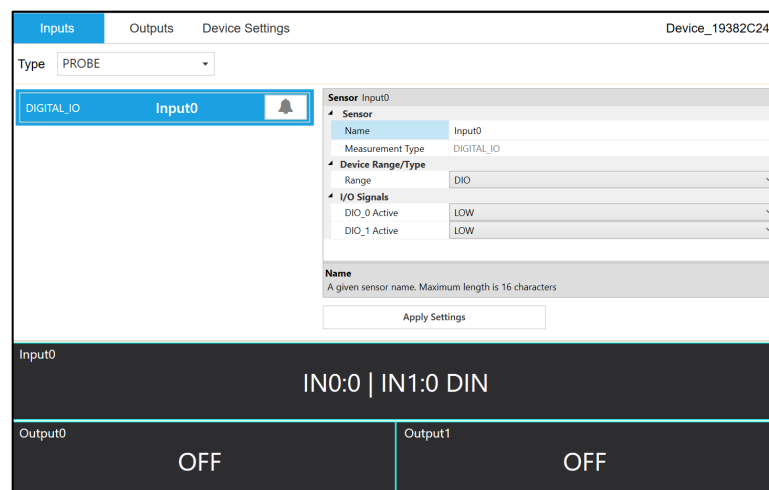 Inputs Outputs Device Settings Device_19382C24
Type PROBE
DIGITAL_IO Input0
Sensor Input0
Sensor
Name Input0
Measurement Type DIGITAL_IO
Device Range/Type
Range DIO
I/O Signals
DIO_0 Active LOW
DIO_1 Active LOW
Name
A given sensor name. Maximum length is 16 characters
Apply Settings
Input0
IN0:0 | IN1:0 DIN
Output0
OFF
Output1
OFF